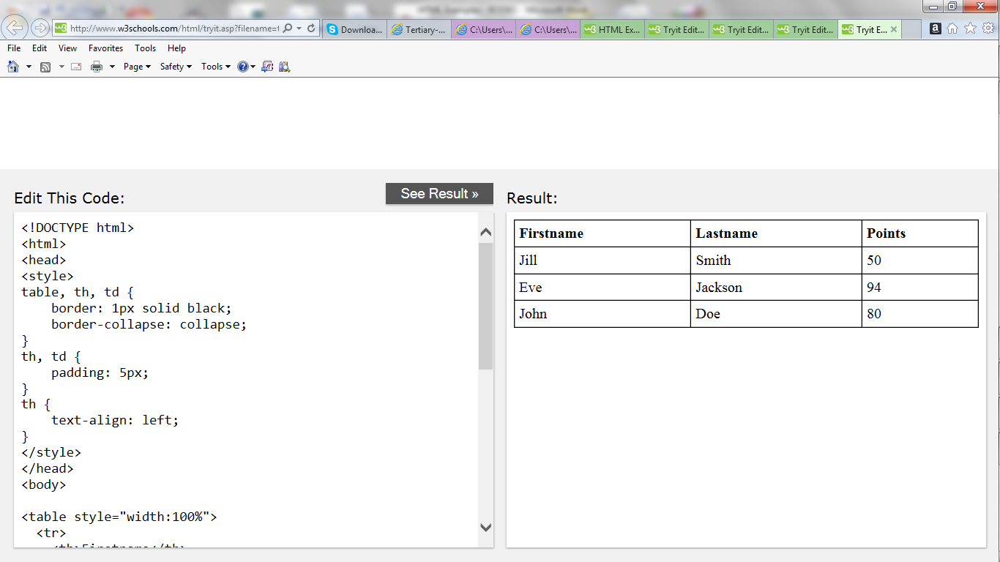 http://www.w3schools.com/html/tryit.asp?filename=t
Downloa...
Tertiary-...
C:\Users\...
C:\Users\...
HTML Ex...
Tryit Edit...
Tryit Edit...
Tryit Edit...
Tryit E...
File Edit View Favorites Tools Help
Page Safety Tools
Edit This Code:
See Result »
<!DOCTYPE html>
<html>
<head>
<style>
table, th, td {
    border: 1px solid black;
    border-collapse: collapse;
}
th, td {
    padding: 5px;
}
th {
    text-align: left;
}
</style>
</head>
<body>
<table style="width:100%">
  <tr>
    <th>Firstname</th>
Result:
Firstname Lastname Points
Jill Smith 50
Eve Jackson 94
John Doe 80